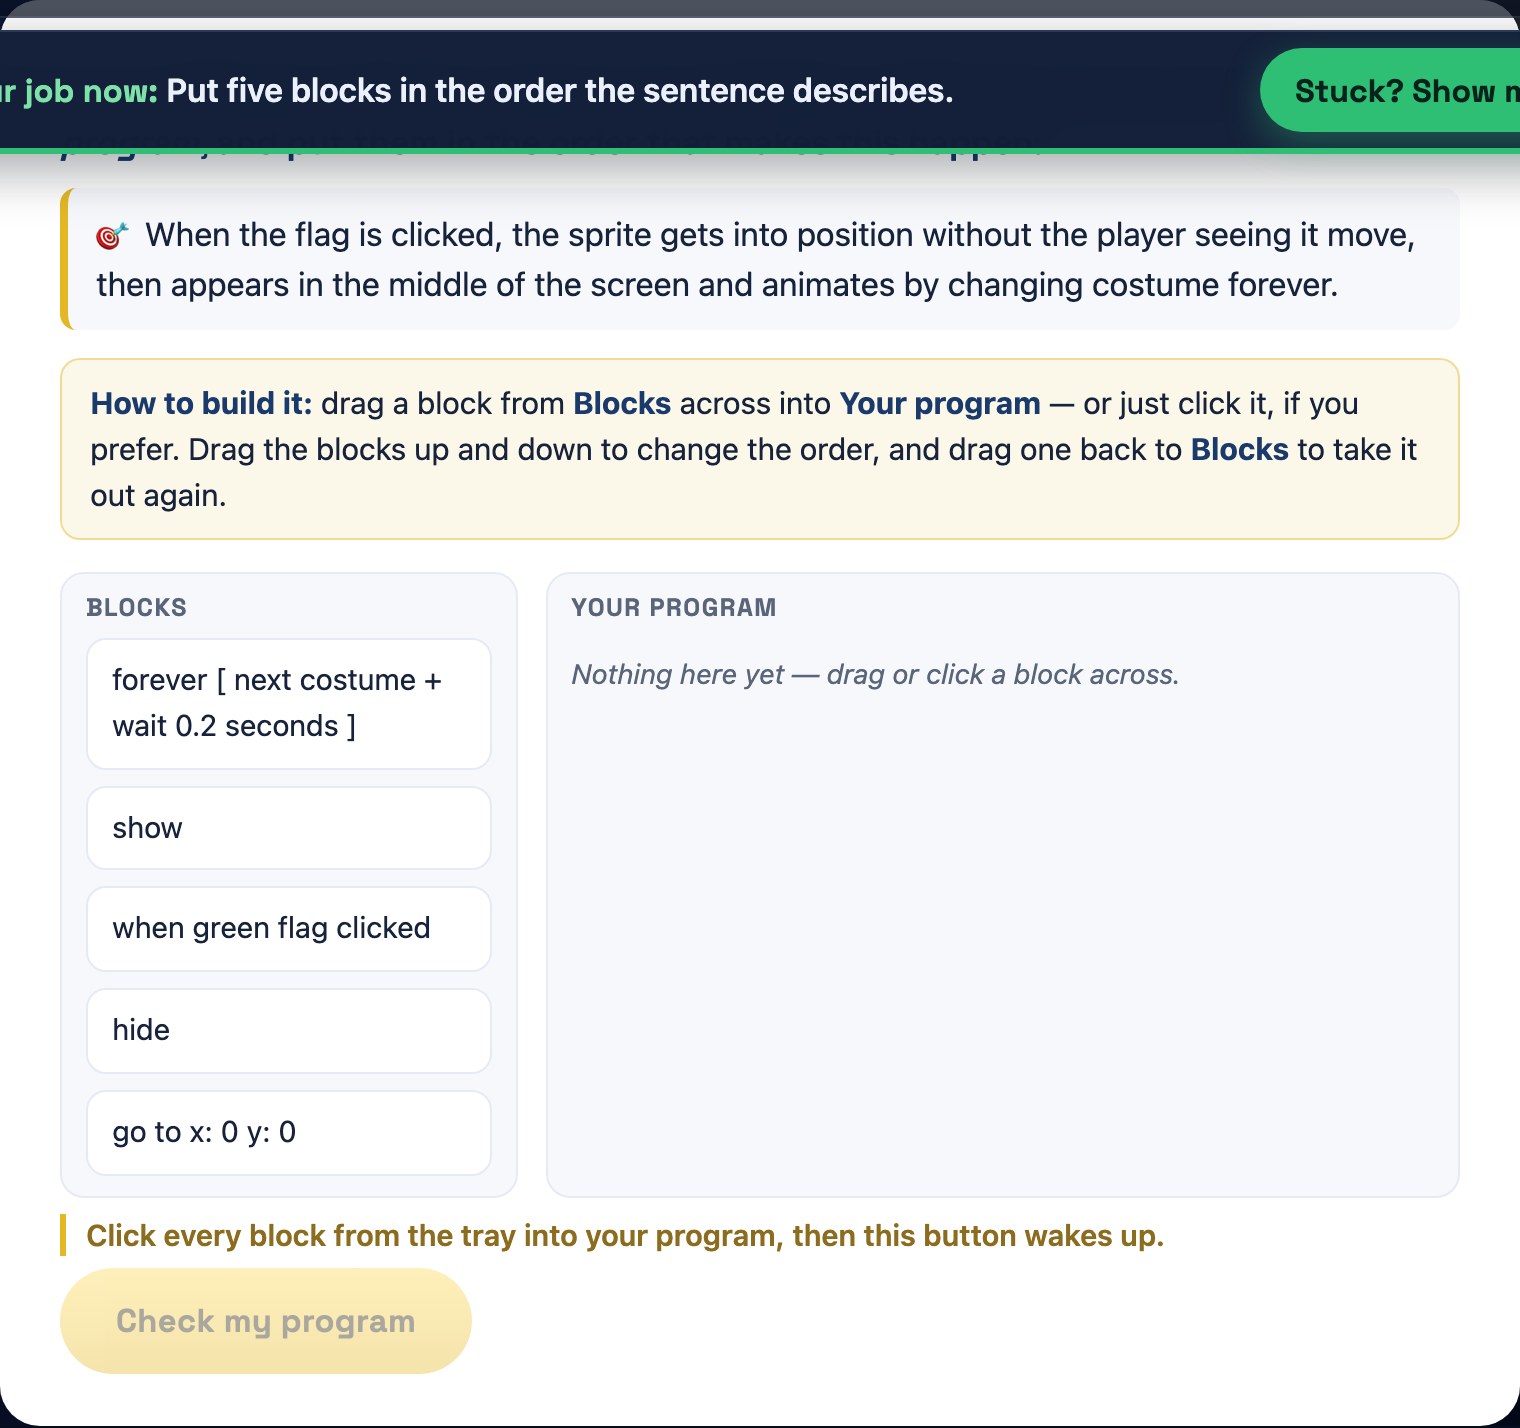 job now: Put five blocks in the order the sentence describes.
Stuck? Show
🎯 When the flag is clicked, the sprite gets into position without the player seeing it move,
then appears in the middle of the screen and animates by changing costume forever.
How to build it: drag a block from Blocks across into Your program — or just click it, if you
prefer. Drag the blocks up and down to change the order, and drag one back to Blocks to take it
out again.
BLOCKS
forever [ next costume +
wait 0.2 seconds ]
show
when green flag clicked
hide
go to x: 0 y: 0
YOUR PROGRAM
Nothing here yet — drag or click a block across.
Click every block from the tray into your program, then this button wakes up.
Check my program